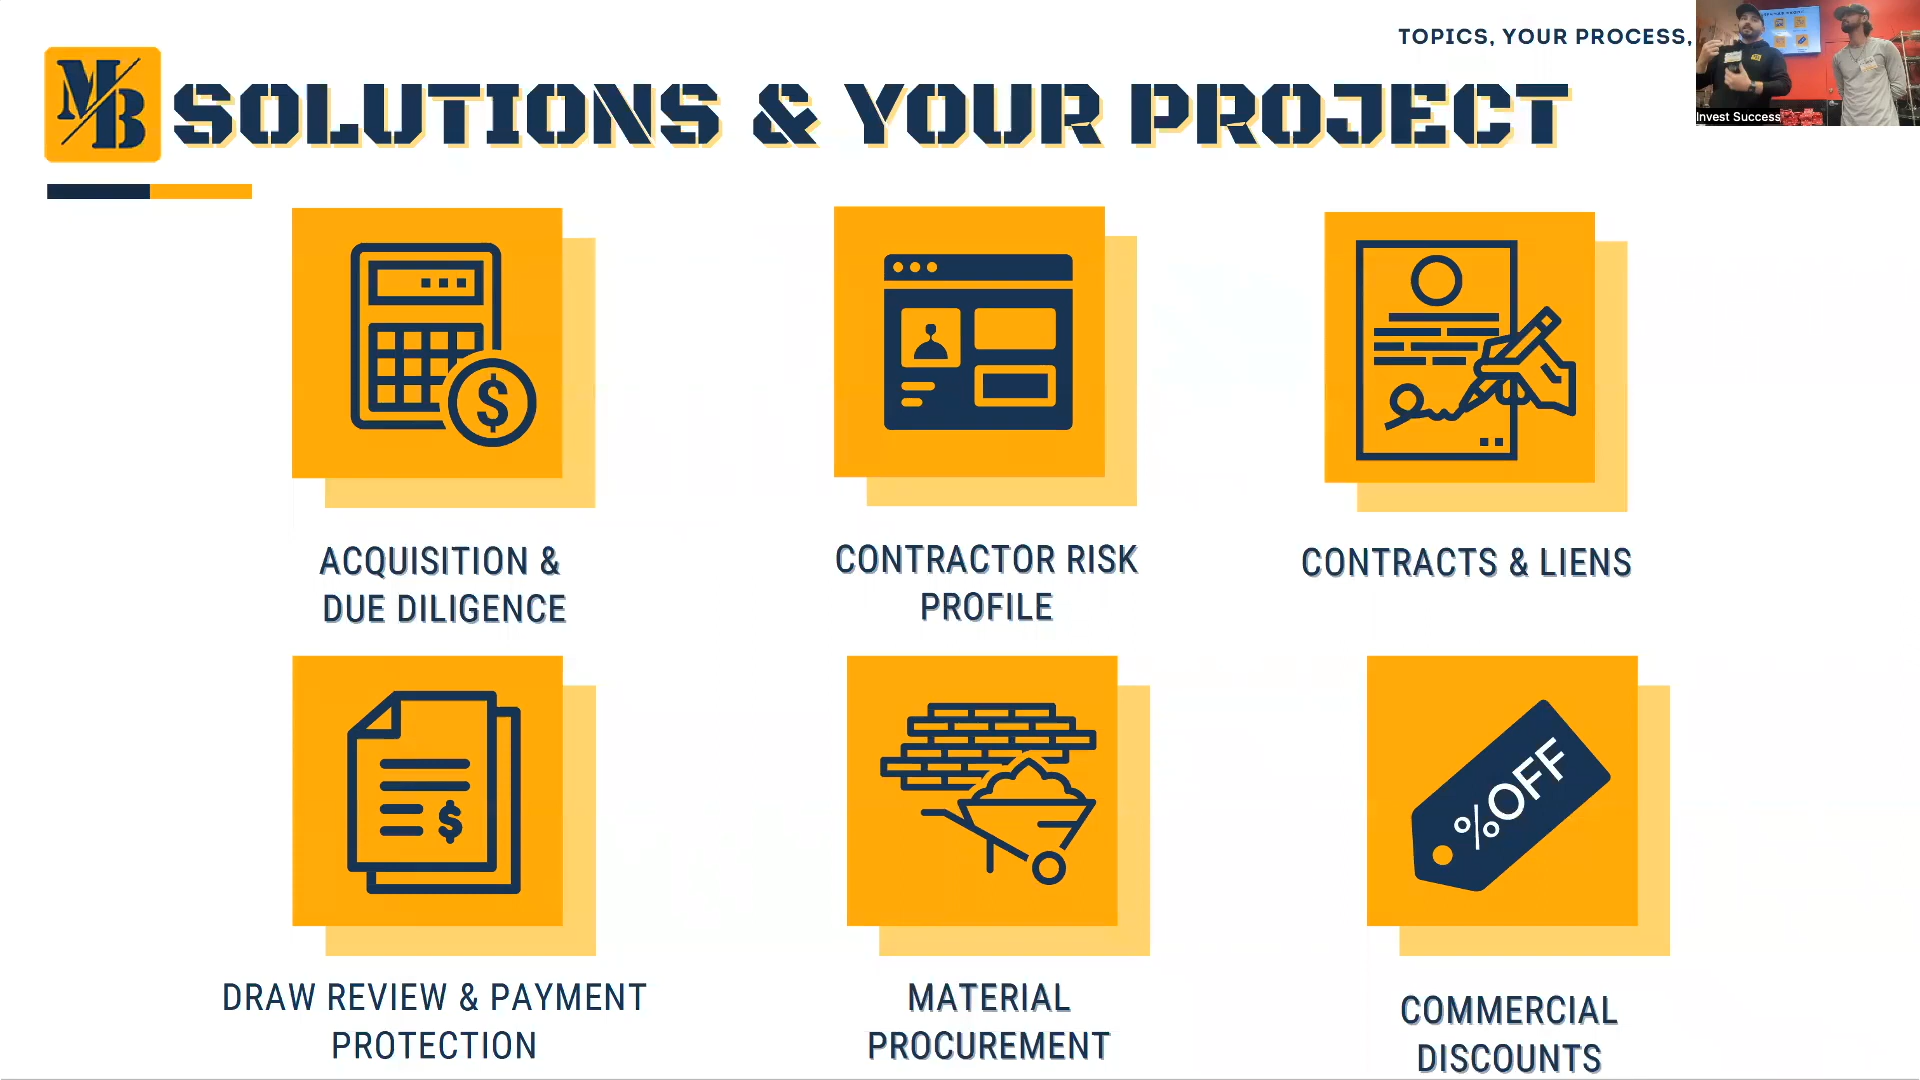 TOPICS, YOUR PROCESS,
MB
SOLUTIONS & YOUR PROJECT
Invest Success
$
ACQUISITION &
DUE DILIGENCE
CONTRACTOR RISK
PROFILE
CONTRACTS & LIENS
$
%OFF
DRAW REVIEW & PAYMENT
PROTECTION
MATERIAL
PROCUREMENT
COMMERCIAL
DISCOUNTS